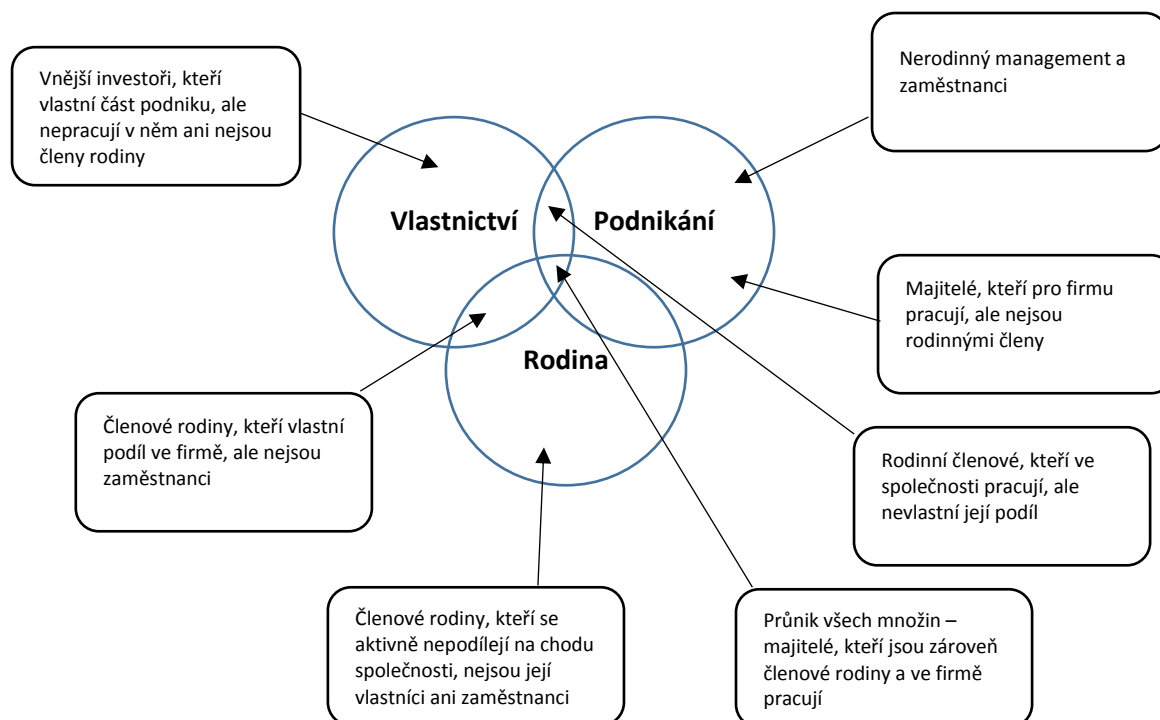 Vnější investoři, kteří
vlastní část podniku, ale
nepracují v něm ani nejsou
členy rodiny
Nerodinný management a
zaměstnanci
Vlastnictví
Podnikání
Majitelé, kteří pro firmu
pracují, ale nejsou
rodinnými členy
Rodina
Členové rodiny, kteří vlastní
podíl ve firmě, ale nejsou
zaměstnanci
Rodinní členové, kteří ve
společnosti pracují, ale
nevlastní její podíl
Členové rodiny, kteří se
aktivně nepodílejí na chodu
společnosti, nejsou její
vlastníci ani zaměstnanci
Průnik všech množin –
majitelé, kteří jsou zároveň
členové rodiny a ve firmě
pracují